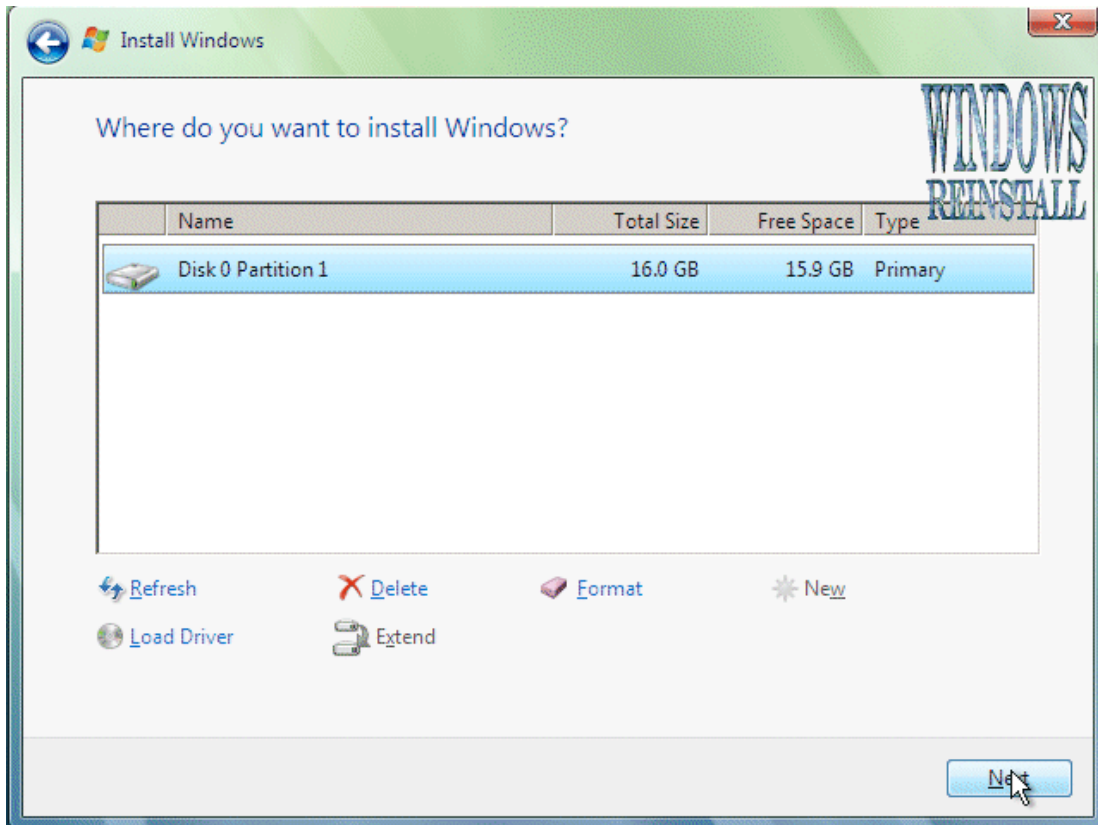 Install Windows
WINDOWS
REINSTALL
Where do you want to install Windows?
Name Total Size Free Space Type
Disk 0 Partition 1 16.0 GB 15.9 GB Primary
Refresh Delete Format New
Load Driver Extend
Next